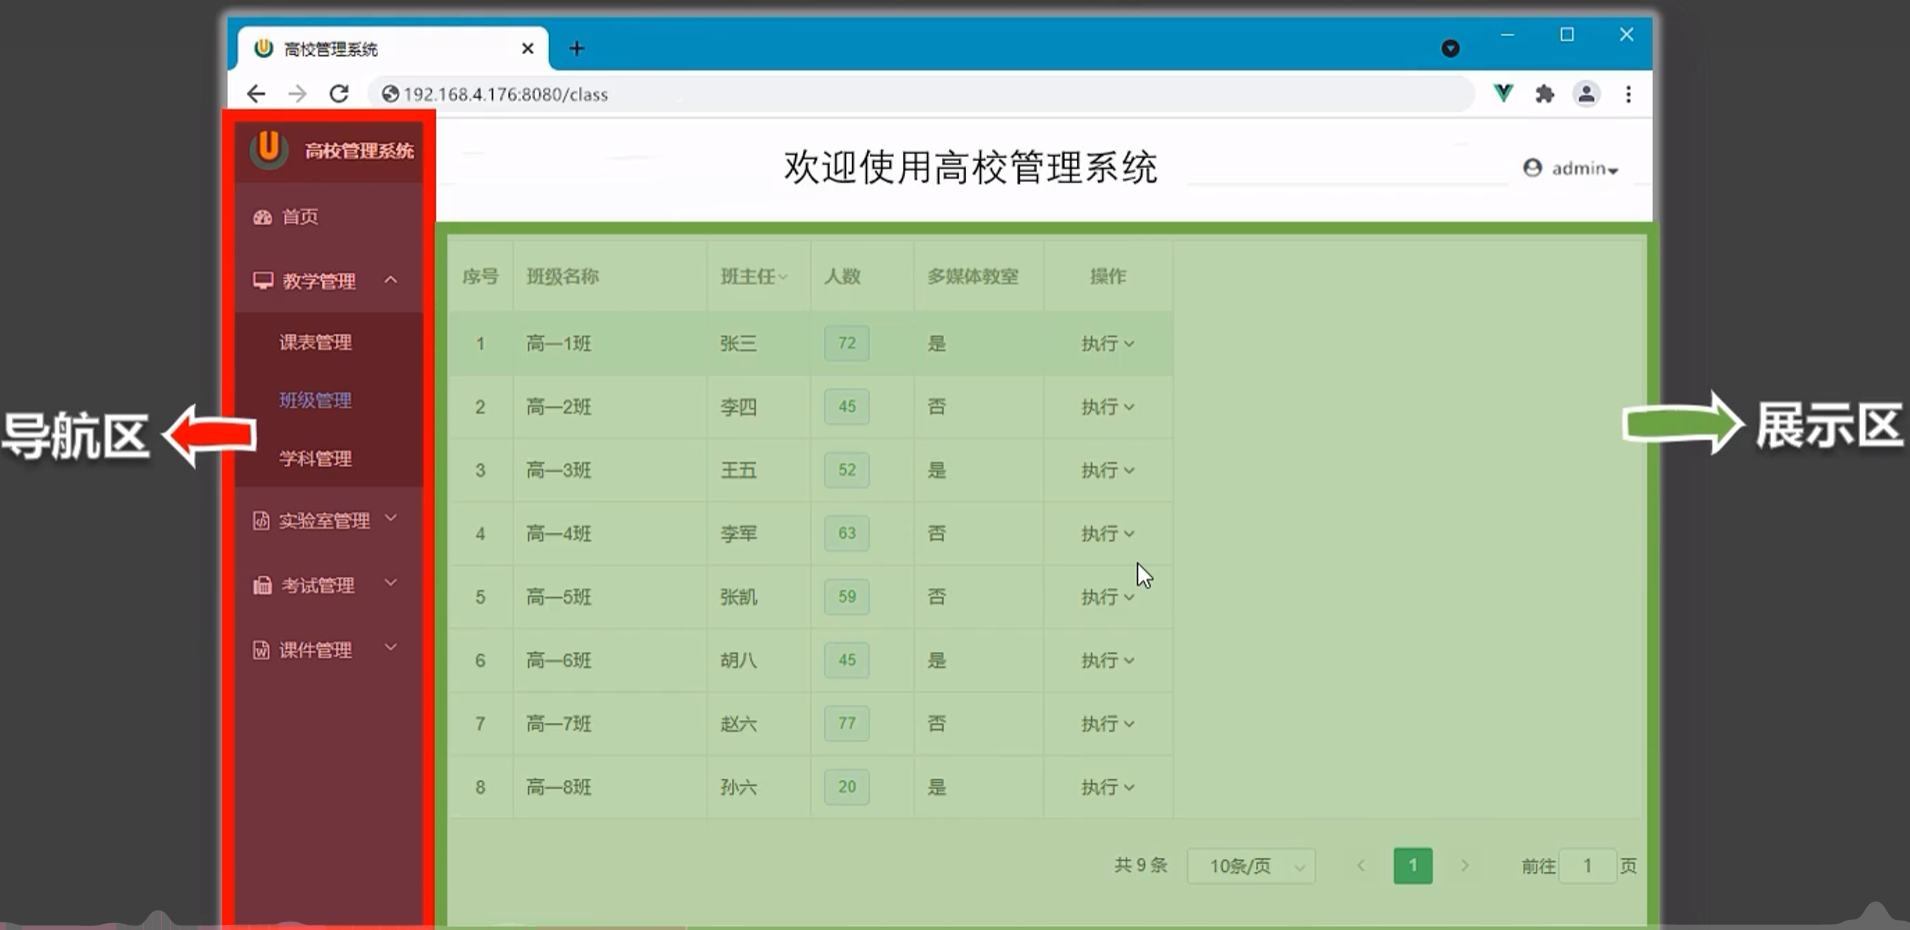 高校管理系统
192.168.4.176:8080/class
高校管理系统
欢迎使用高校管理系统
admin
首页
教学管理
课表管理
班级管理
学科管理
实验室管理
考试管理
课件管理
导航区
展示区
序号 班级名称 班主任 人数 多媒体教室 操作
1 高一1班 张三 72 是 执行
2 高一2班 李四 45 否 执行
3 高一3班 王五 52 是 执行
4 高一4班 李军 63 否 执行
5 高一5班 张凯 59 否 执行
6 高一6班 胡八 45 是 执行
7 高一7班 赵六 77 否 执行
8 高一8班 孙六 20 是 执行
共 9 条 10条/页 1 前往 1 页